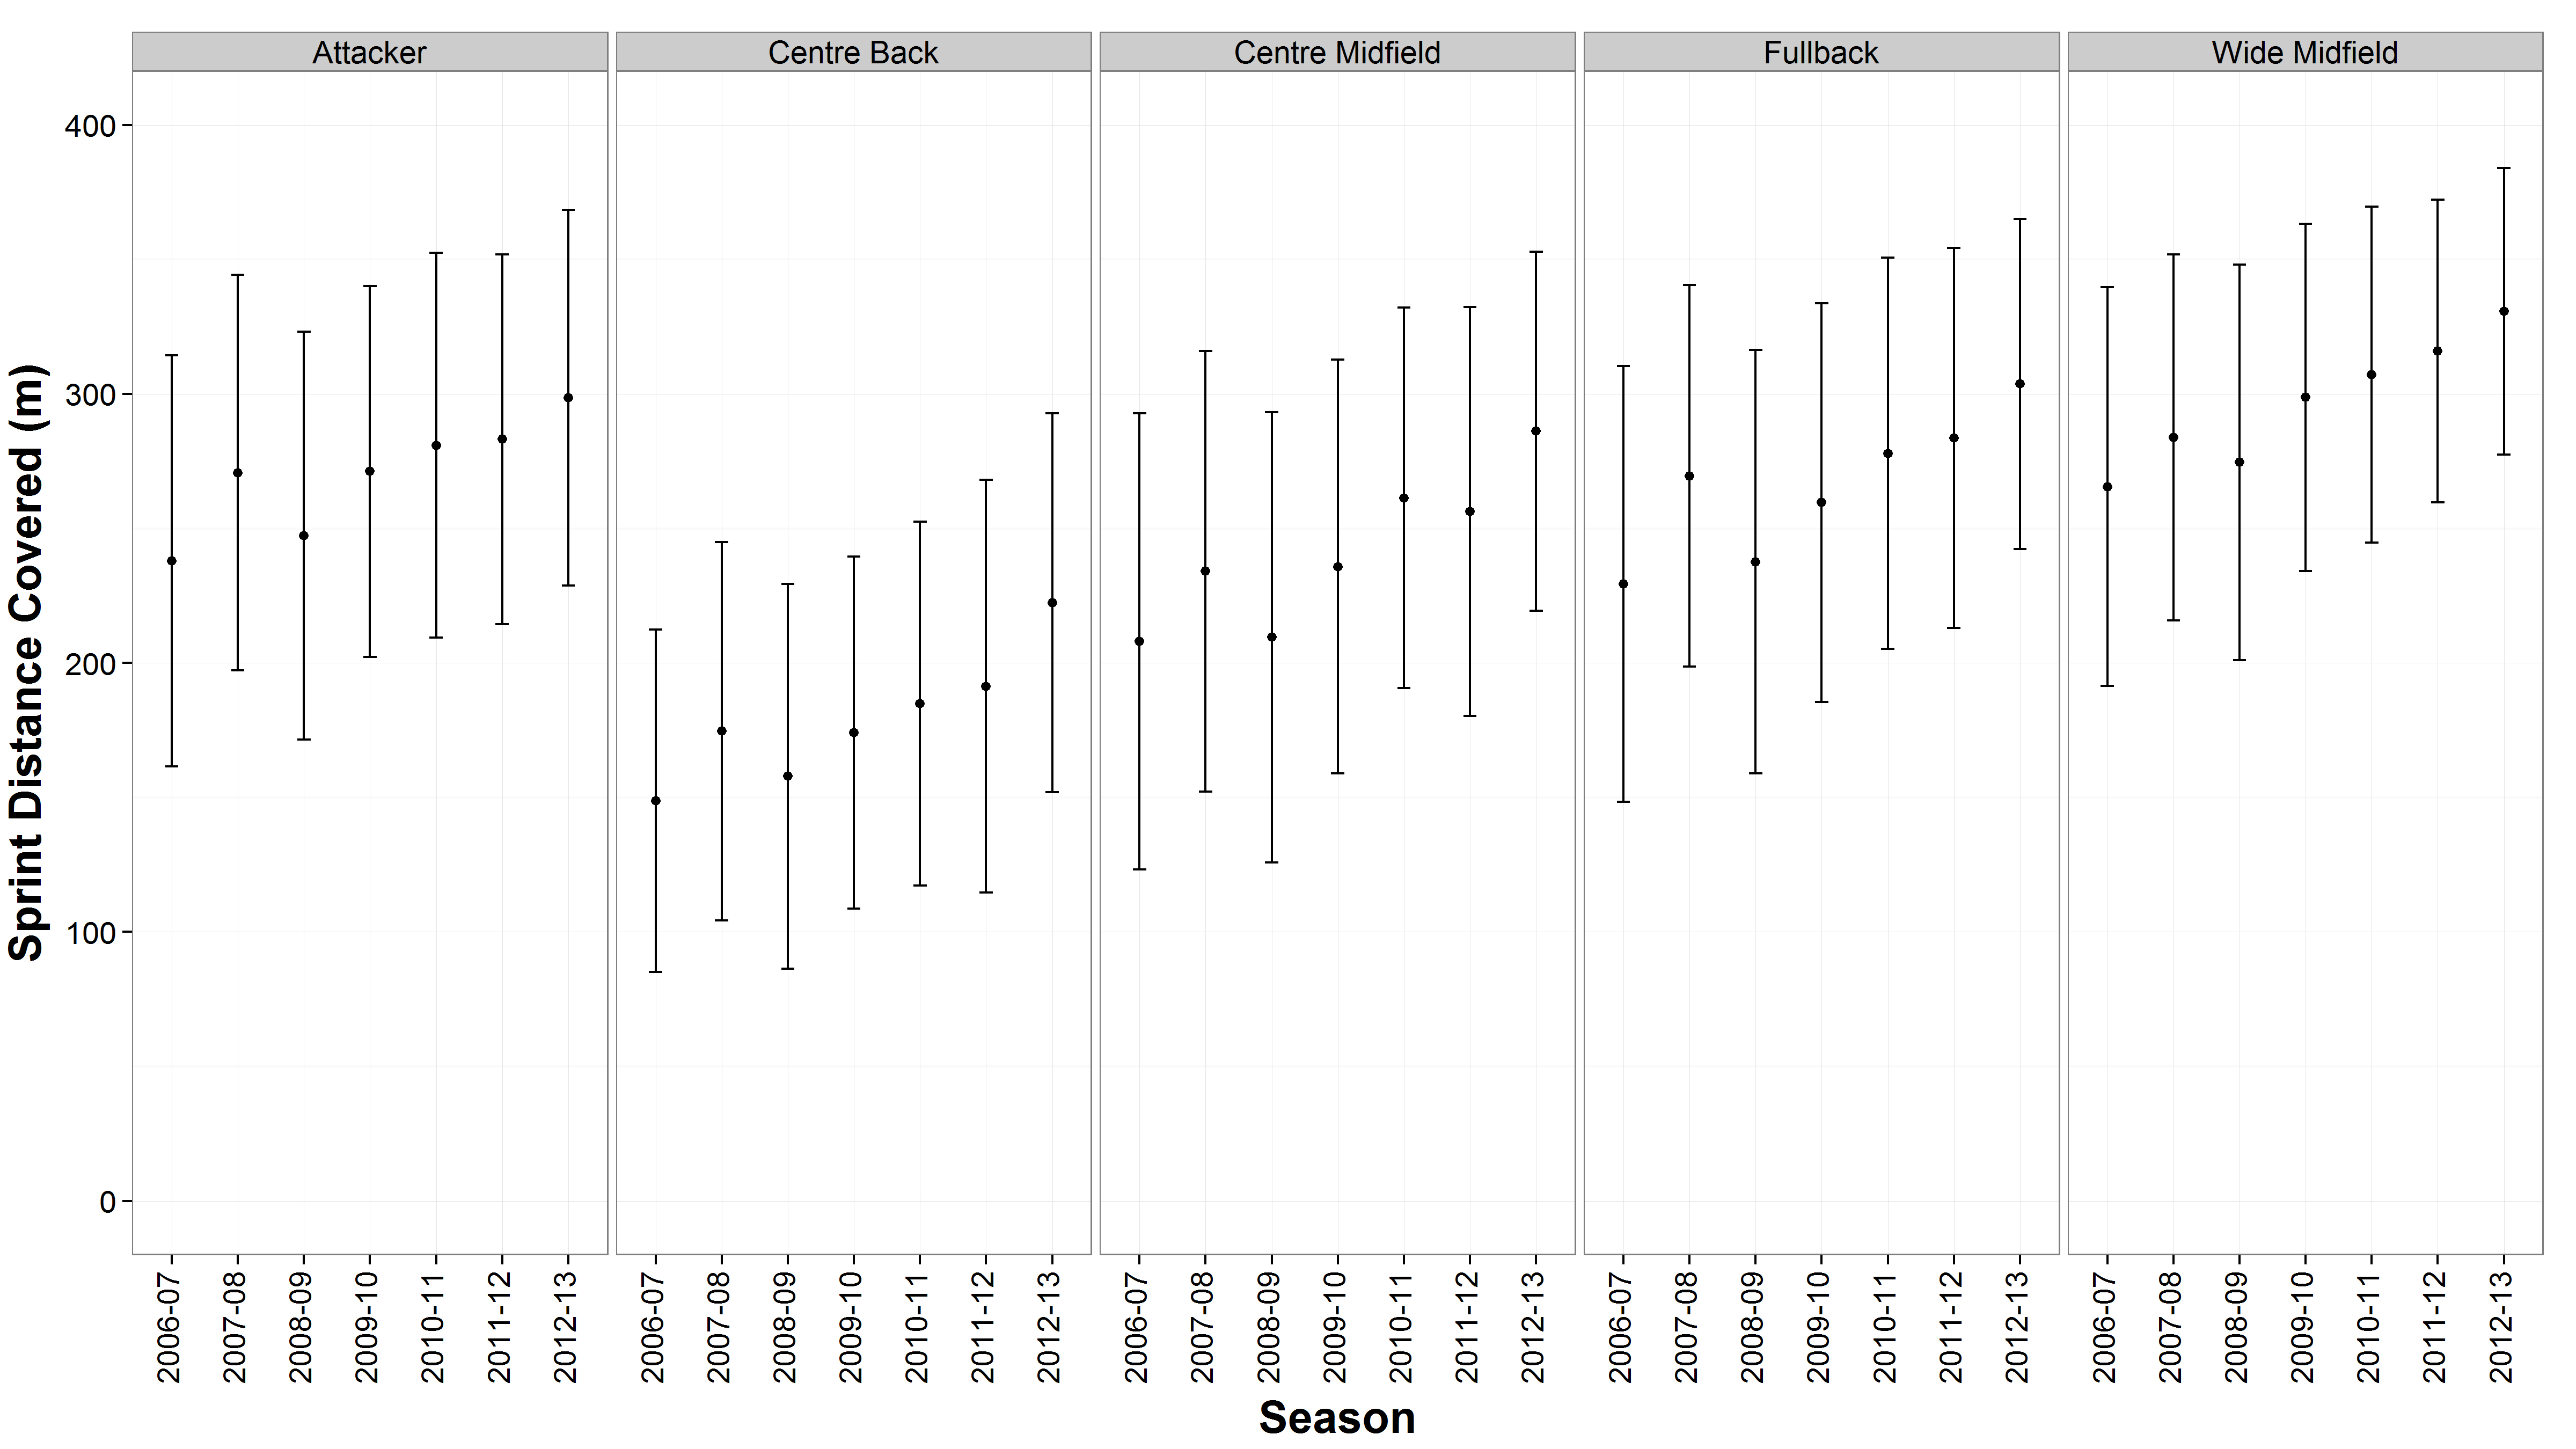 Attacker Centre Back Centre Midfield Fullback Wide Midfield
Sprint Distance Covered (m)
400
300
200
100
0
2006-07 2007-08 2008-09 2009-10 2010-11 2011-12 2012-13 2006-07 2007-08 2008-09 2009-10 2010-11 2011-12 2012-13 2006-07 2007-08 2008-09 2009-10 2010-11 2011-12 2012-13 2006-07 2007-08 2008-09 2009-10 2010-11 2011-12 2012-13 2006-07 2007-08 2008-09 2009-10 2010-11 2011-12 2012-13
Season